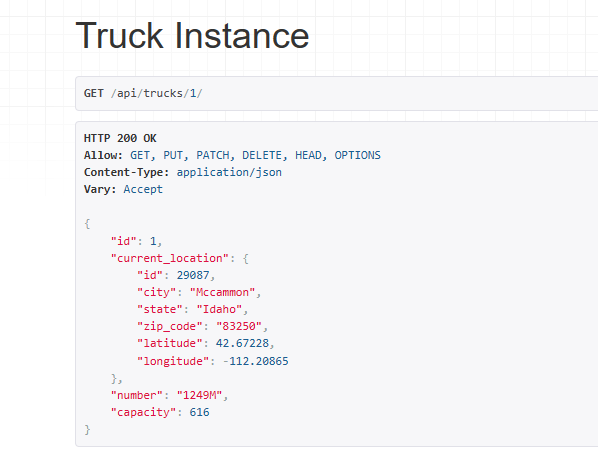 Truck Instance
GET /api/trucks/1/
HTTP 200 OK
Allow: GET, PUT, PATCH, DELETE, HEAD, OPTIONS
Content-Type: application/json
Vary: Accept
{
    "id": 1,
    "current_location": {
        "id": 29087,
        "city": "Mccammon",
        "state": "Idaho",
        "zip_code": "83250",
        "latitude": 42.67228,
        "longitude": -112.20865
    },
    "number": "1249M",
    "capacity": 616
}